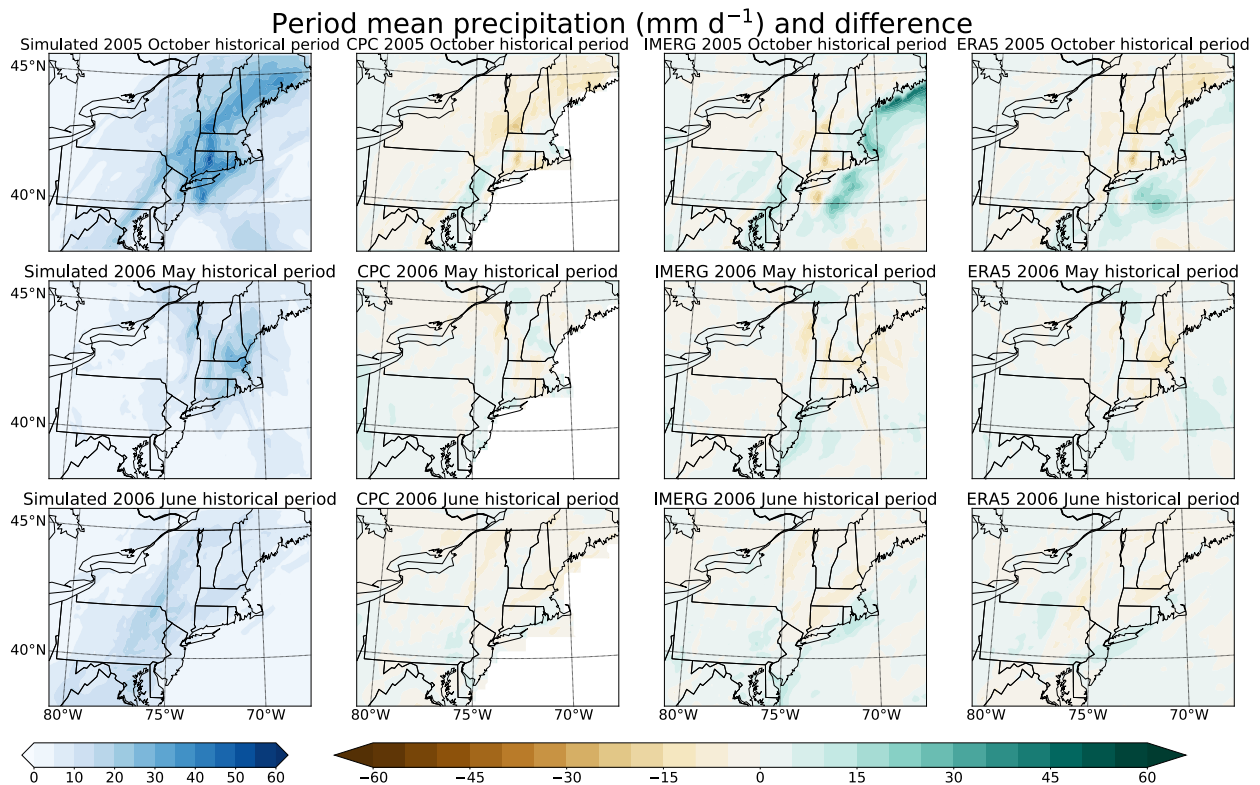 Period mean precipitation (mm d⁻¹) and difference
Simulated 2005 October historical period
CPC 2005 October historical period
IMERG 2005 October historical period
ERA5 2005 October historical period
45°N
40°N
Simulated 2006 May historical period
CPC 2006 May historical period
IMERG 2006 May historical period
ERA5 2006 May historical period
45°N
40°N
Simulated 2006 June historical period
CPC 2006 June historical period
IMERG 2006 June historical period
ERA5 2006 June historical period
45°N
40°N
80°W 75°W 70°W
80°W 75°W 70°W
80°W 75°W 70°W
80°W 75°W 70°W
0 10 20 30 40 50 60
−60 −45 −30 −15 0 15 30 45 60